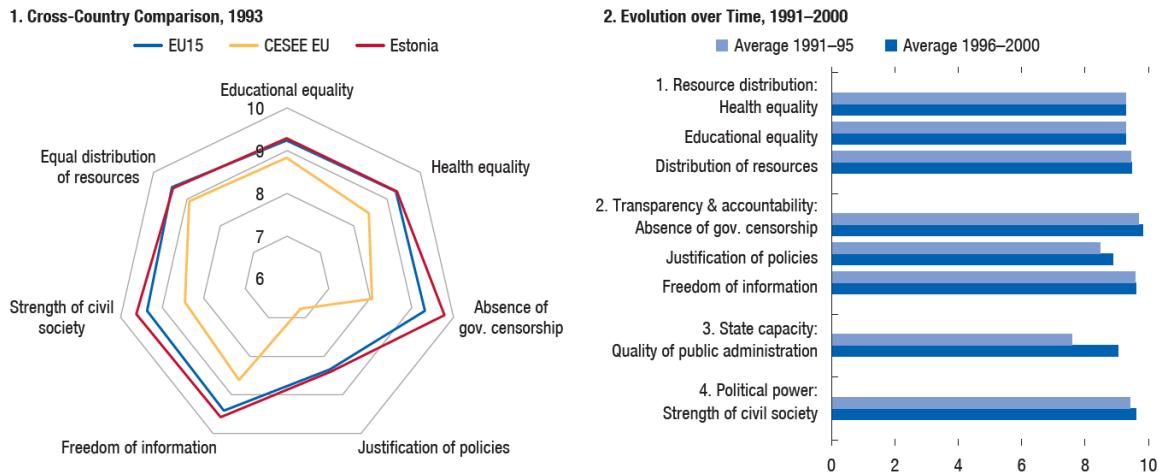 1. Cross-Country Comparison, 1993
EU15 CESEE EU Estonia
Educational equality
10
9
8
7
6
Health equality
Absence of
gov. censorship
Justification of policies
Freedom of information
Strength of civil
society
Equal distribution
of resources
2. Evolution over Time, 1991–2000
Average 1991–95 Average 1996–2000
1. Resource distribution:
Health equality
Educational equality
Distribution of resources
2. Transparency & accountability:
Absence of gov. censorship
Justification of policies
Freedom of information
3. State capacity:
Quality of public administration
4. Political power:
Strength of civil society
0 2 4 6 8 10